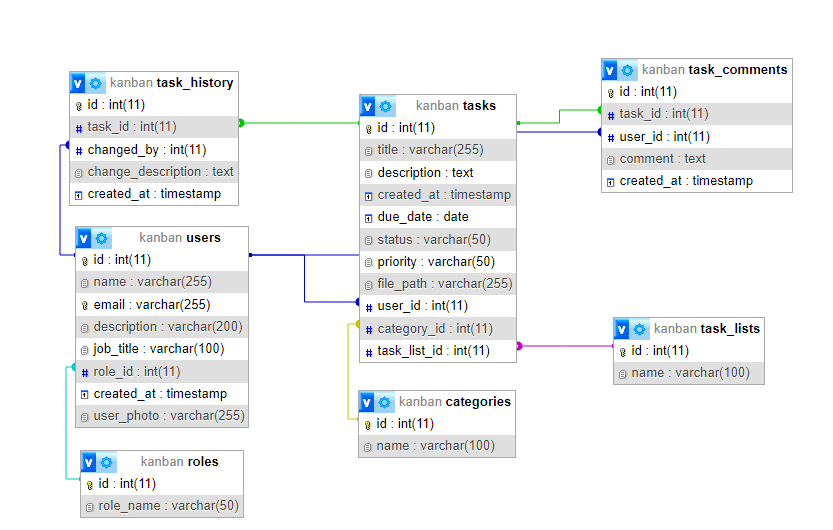 kanban task_history
id : int(11)
task_id : int(11)
changed_by : int(11)
change_description : text
created_at : timestamp
kanban users
id : int(11)
name : varchar(255)
email : varchar(255)
description : varchar(200)
job_title : varchar(100)
role_id : int(11)
created_at : timestamp
user_photo : varchar(255)
kanban roles
id : int(11)
role_name : varchar(50)
kanban tasks
id : int(11)
title : varchar(255)
description : text
created_at : timestamp
due_date : date
status : varchar(50)
priority : varchar(50)
file_path : varchar(255)
user_id : int(11)
category_id : int(11)
task_list_id : int(11)
kanban categories
id : int(11)
name : varchar(100)
kanban task_comments
id : int(11)
task_id : int(11)
user_id : int(11)
comment : text
created_at : timestamp
kanban task_lists
id : int(11)
name : varchar(100)